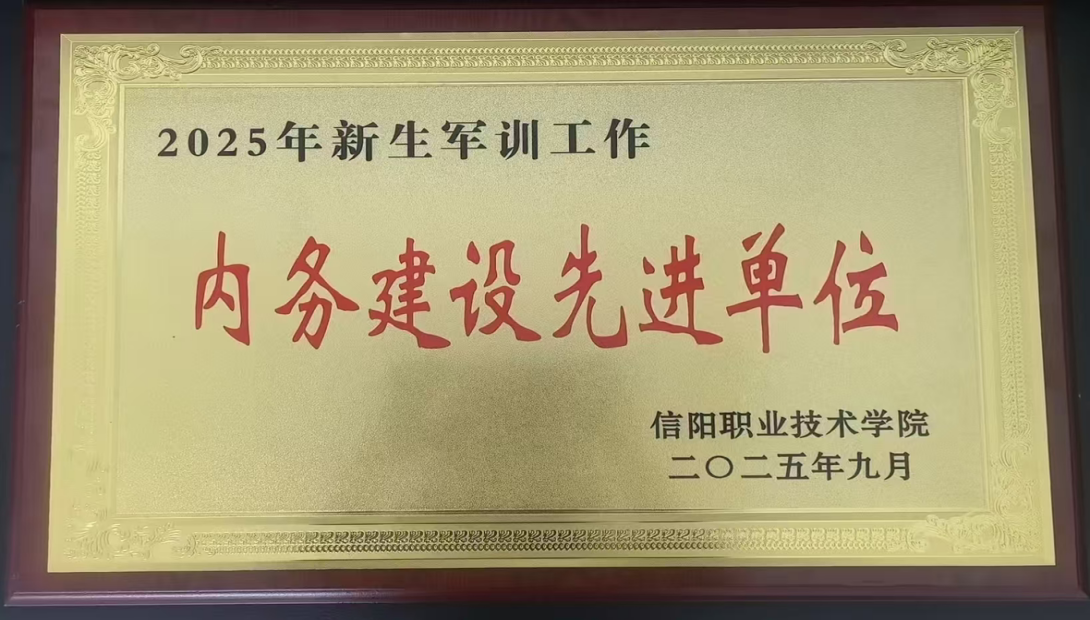 2025年新生军训工作
内务建设先进单位
信阳职业技术学院
二〇二五年九月